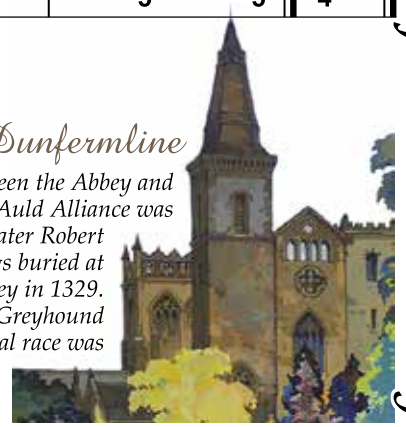 Dunfermline
een the Abbey and
Auld Alliance was
ater Robert
s buried at
ey in 1329.
Greyhound
al race was